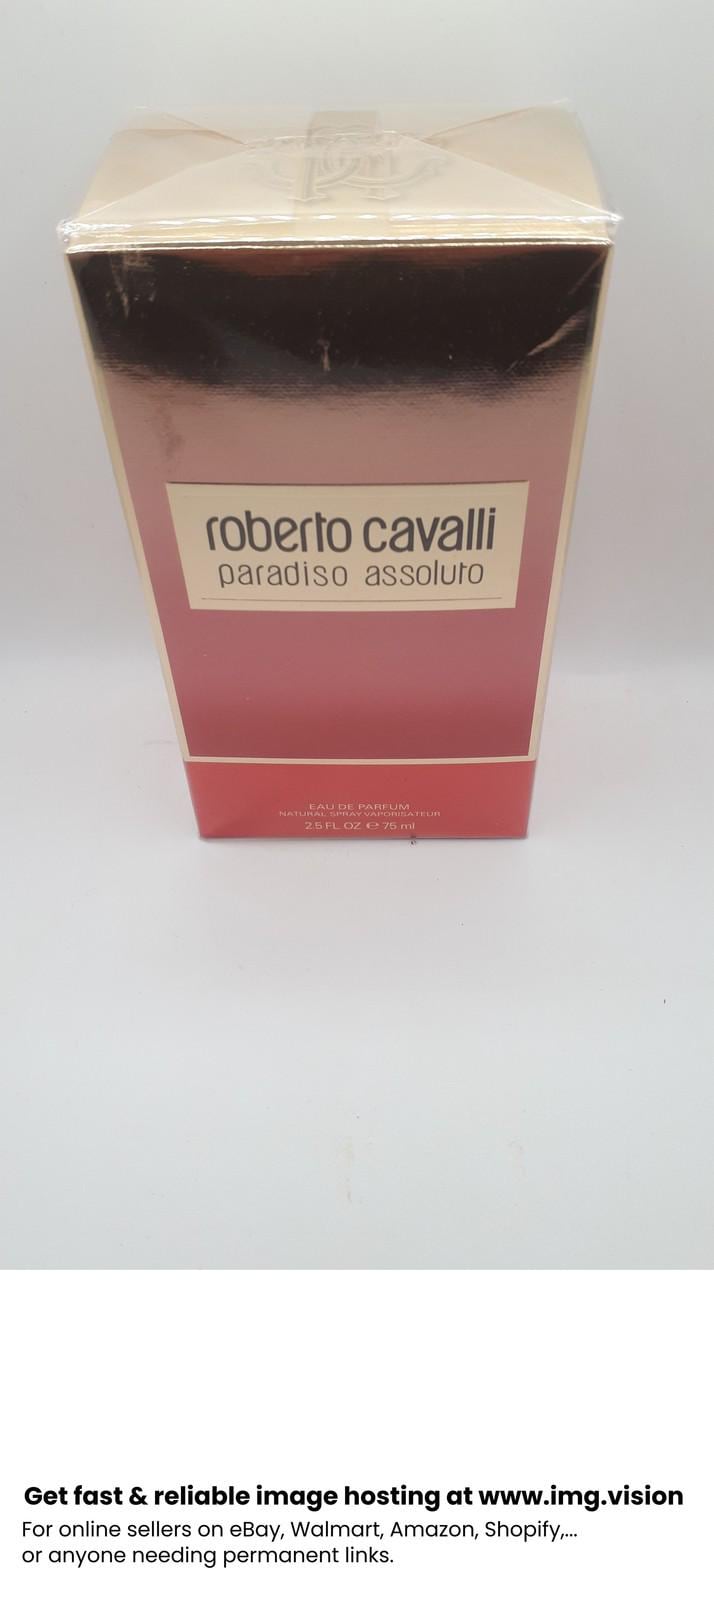 roberto cavalli
paradiso assoluto
EAU DE PARFUM
NATURAL SPRAY VAPORISATEUR
2.5 FL OZ ℮ 75 ml
Get fast & reliable image hosting at www.img.vision
For online sellers on eBay, Walmart, Amazon, Shopify,...
or anyone needing permanent links.